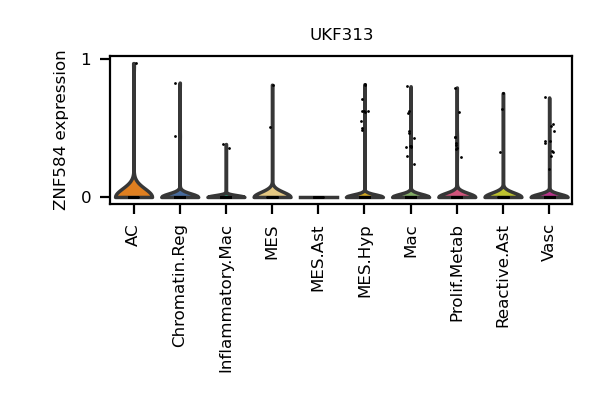 UKF313
ZNF584 expression
1
0
AC
Chromatin.Reg
Inflammatory.Mac
MES
MES.Ast
MES.Hyp
Mac
Prolif.Metab
Reactive.Ast
Vasc